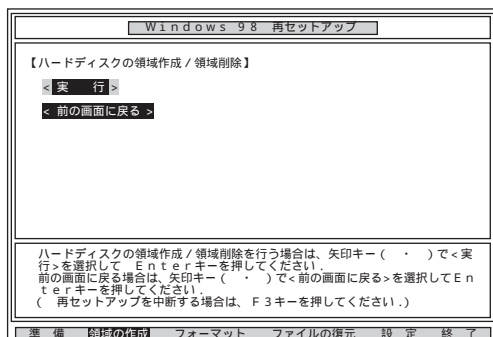 Windows 98 再セットアップ
【ハードディスクの領域作成/領域削除】
<実 行>
<前の画面に戻る>
ハードディスクの領域作成/領域削除を行う場合は、矢印キー( ・ )で<実
行>を選択して Enterキーを押してください.
前の画面に戻る場合は、矢印キー( ・ )で<前の画面に戻る>を選択してEn
terキーを押してください.
( 再セットアップを中断する場合は、F3キーを押してください.)
準 備 領域の作成 フォーマット ファイルの復元 設 定 終 了